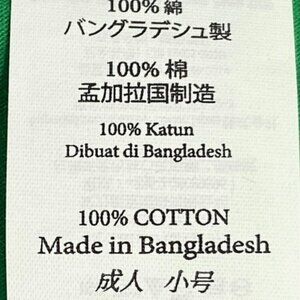 100% 綿
バングラデシュ製
100% 棉
孟加拉国制造
100% Katun
Dibuat di Bangladesh
100% COTTON
Made in Bangladesh
成人 小号